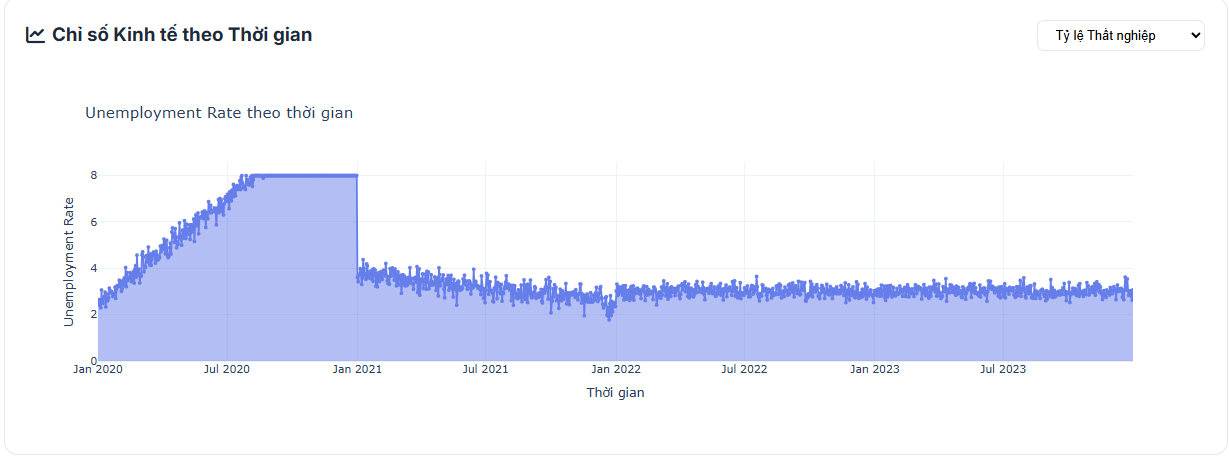 Chỉ số Kinh tế theo Thời gian
Tỷ lệ Thất nghiệp
Unemployment Rate theo thời gian
Unemployment Rate
8
6
4
2
0
Jan 2020 Jul 2020 Jan 2021 Jul 2021 Jan 2022 Jul 2022 Jan 2023 Jul 2023
Thời gian